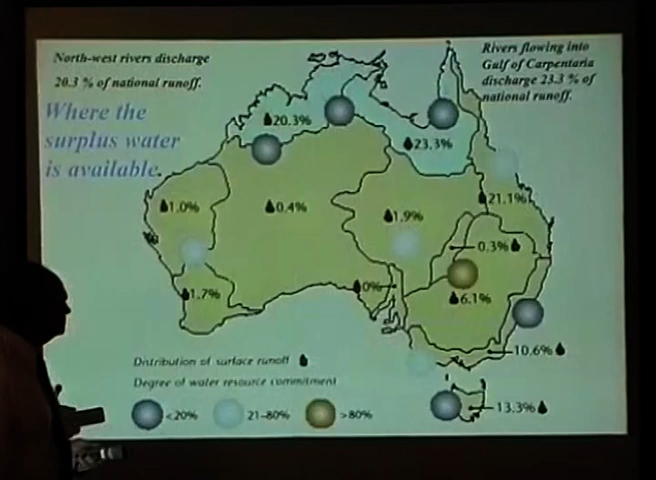 North-west rivers discharge
20.3 % of national runoff.
Rivers flowing into
Gulf of Carpentaria
discharge 23.3 % of
national runoff.
Where the
surplus water
is available.
20.3%
23.3%
21.1%
1.0%
0.4%
1.9%
0.3%
0%
1.7%
6.1%
10.6%
13.3%
Distribution of surface runoff
Degree of water resource commitment
<20%
21-80%
>80%